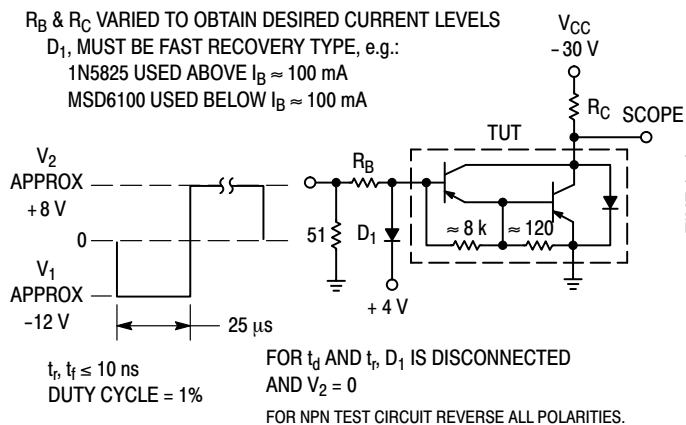 R_B & R_C VARIED TO OBTAIN DESIRED CURRENT LEVELS
D_1, MUST BE FAST RECOVERY TYPE, e.g.:
1N5825 USED ABOVE I_B ≈ 100 mA
MSD6100 USED BELOW I_B ≈ 100 mA
V_CC
- 30 V
R_C
SCOPE
TUT
V_2
APPROX
+ 8 V
0
V_1
APPROX
-12 V
R_B
51
D_1
≈ 8 k
≈ 120
+ 4 V
25 μs
t_r, t_f ≤ 10 ns
DUTY CYCLE = 1%
FOR t_d AND t_r, D_1 IS DISCONNECTED
AND V_2 = 0
FOR NPN TEST CIRCUIT REVERSE ALL POLARITIES.